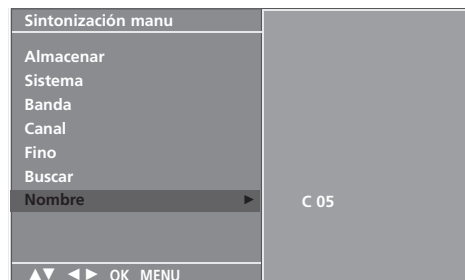 Sintonización manu
Almacenar
Sistema
Banda
Canal
Fino
Buscar
Nombre ► C 05
▲▼ ◄► OK MENU